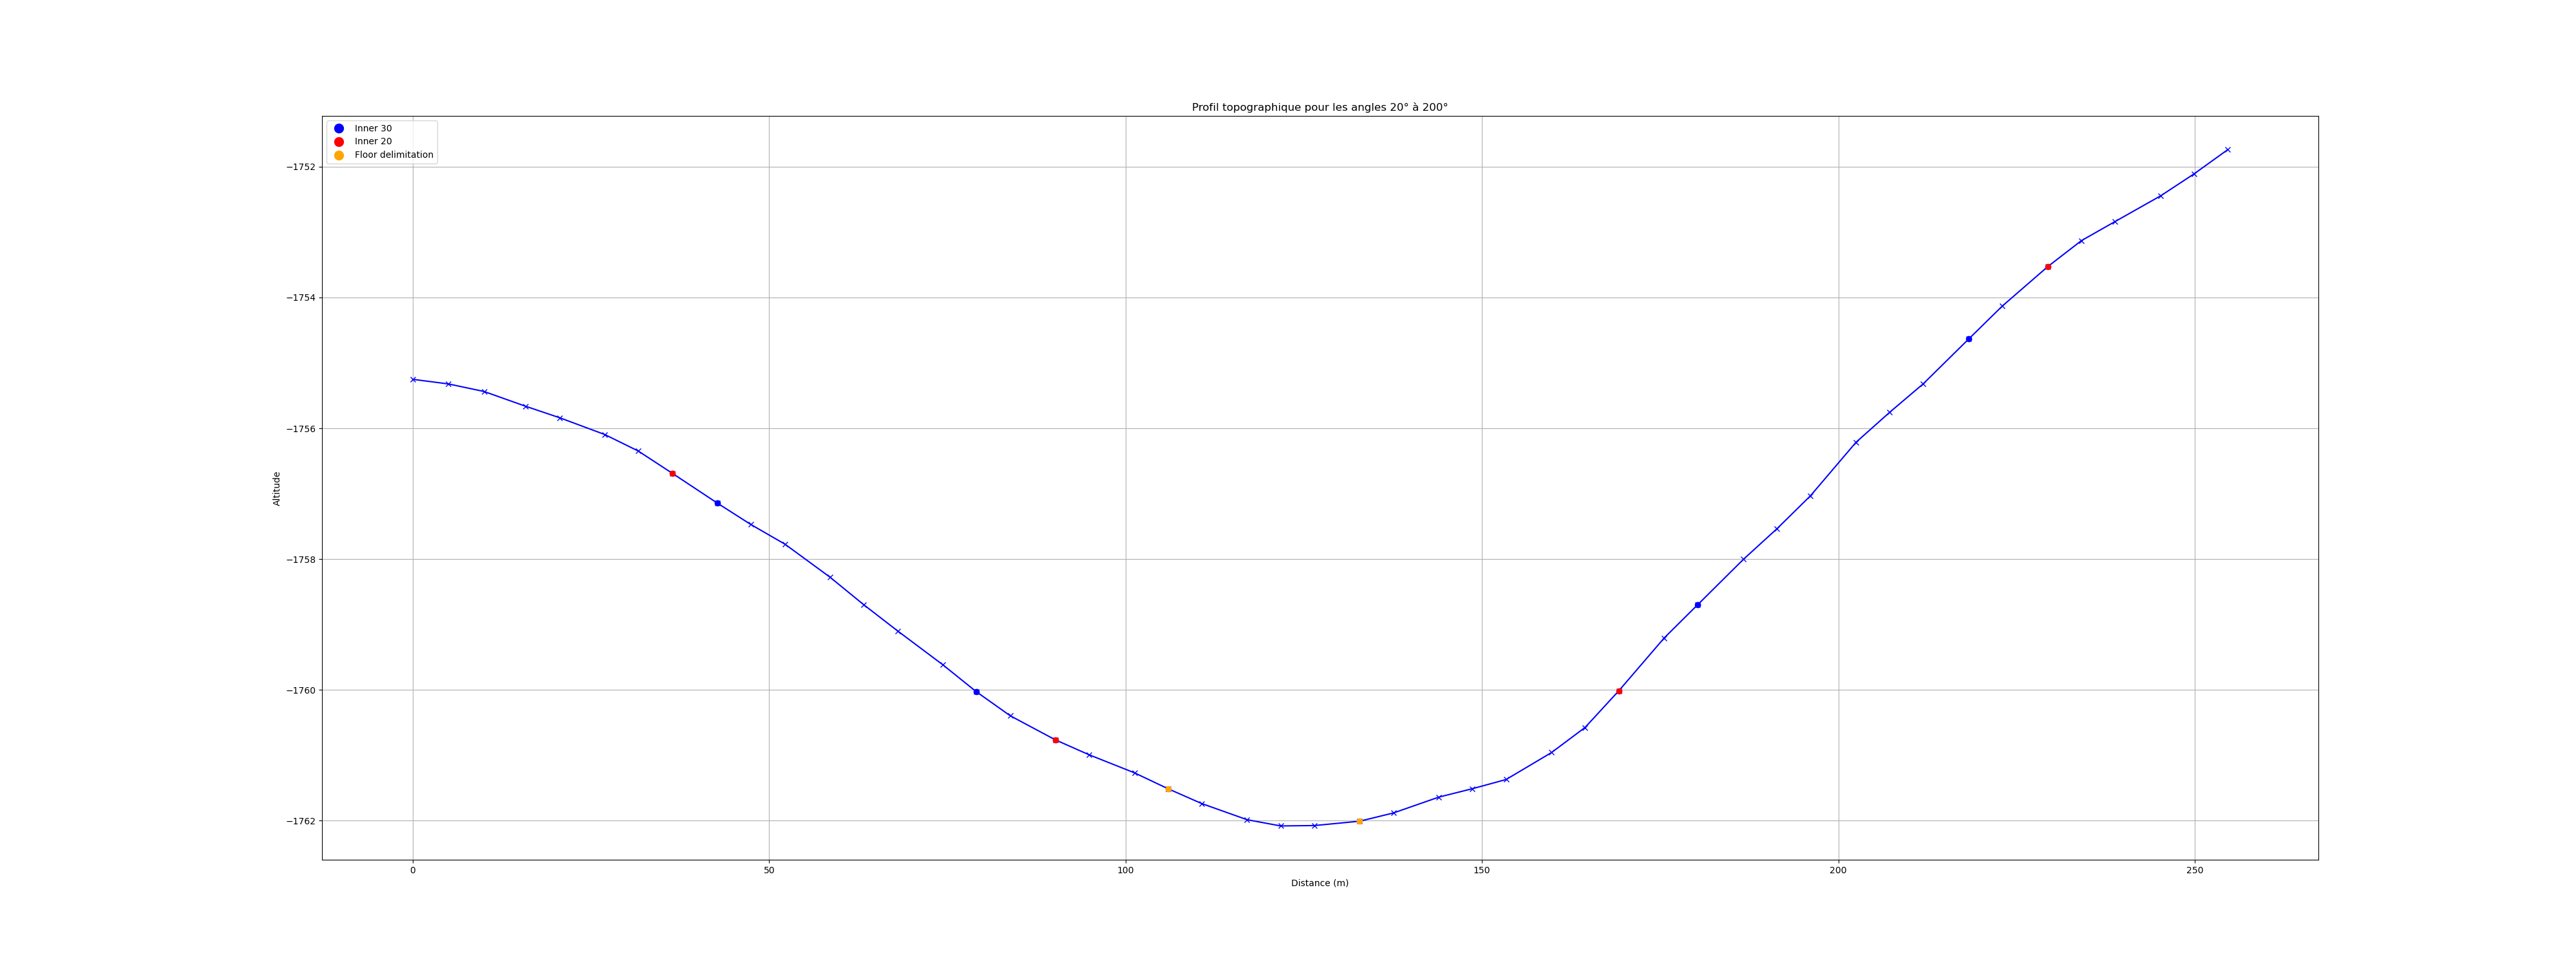 Profil topographique pour les angles 20° à 200°
Inner 30
Inner 20
Floor delimitation
−1752
−1754
−1756
−1758
−1760
−1762
Altitude
0
50
100
150
200
250
Distance (m)